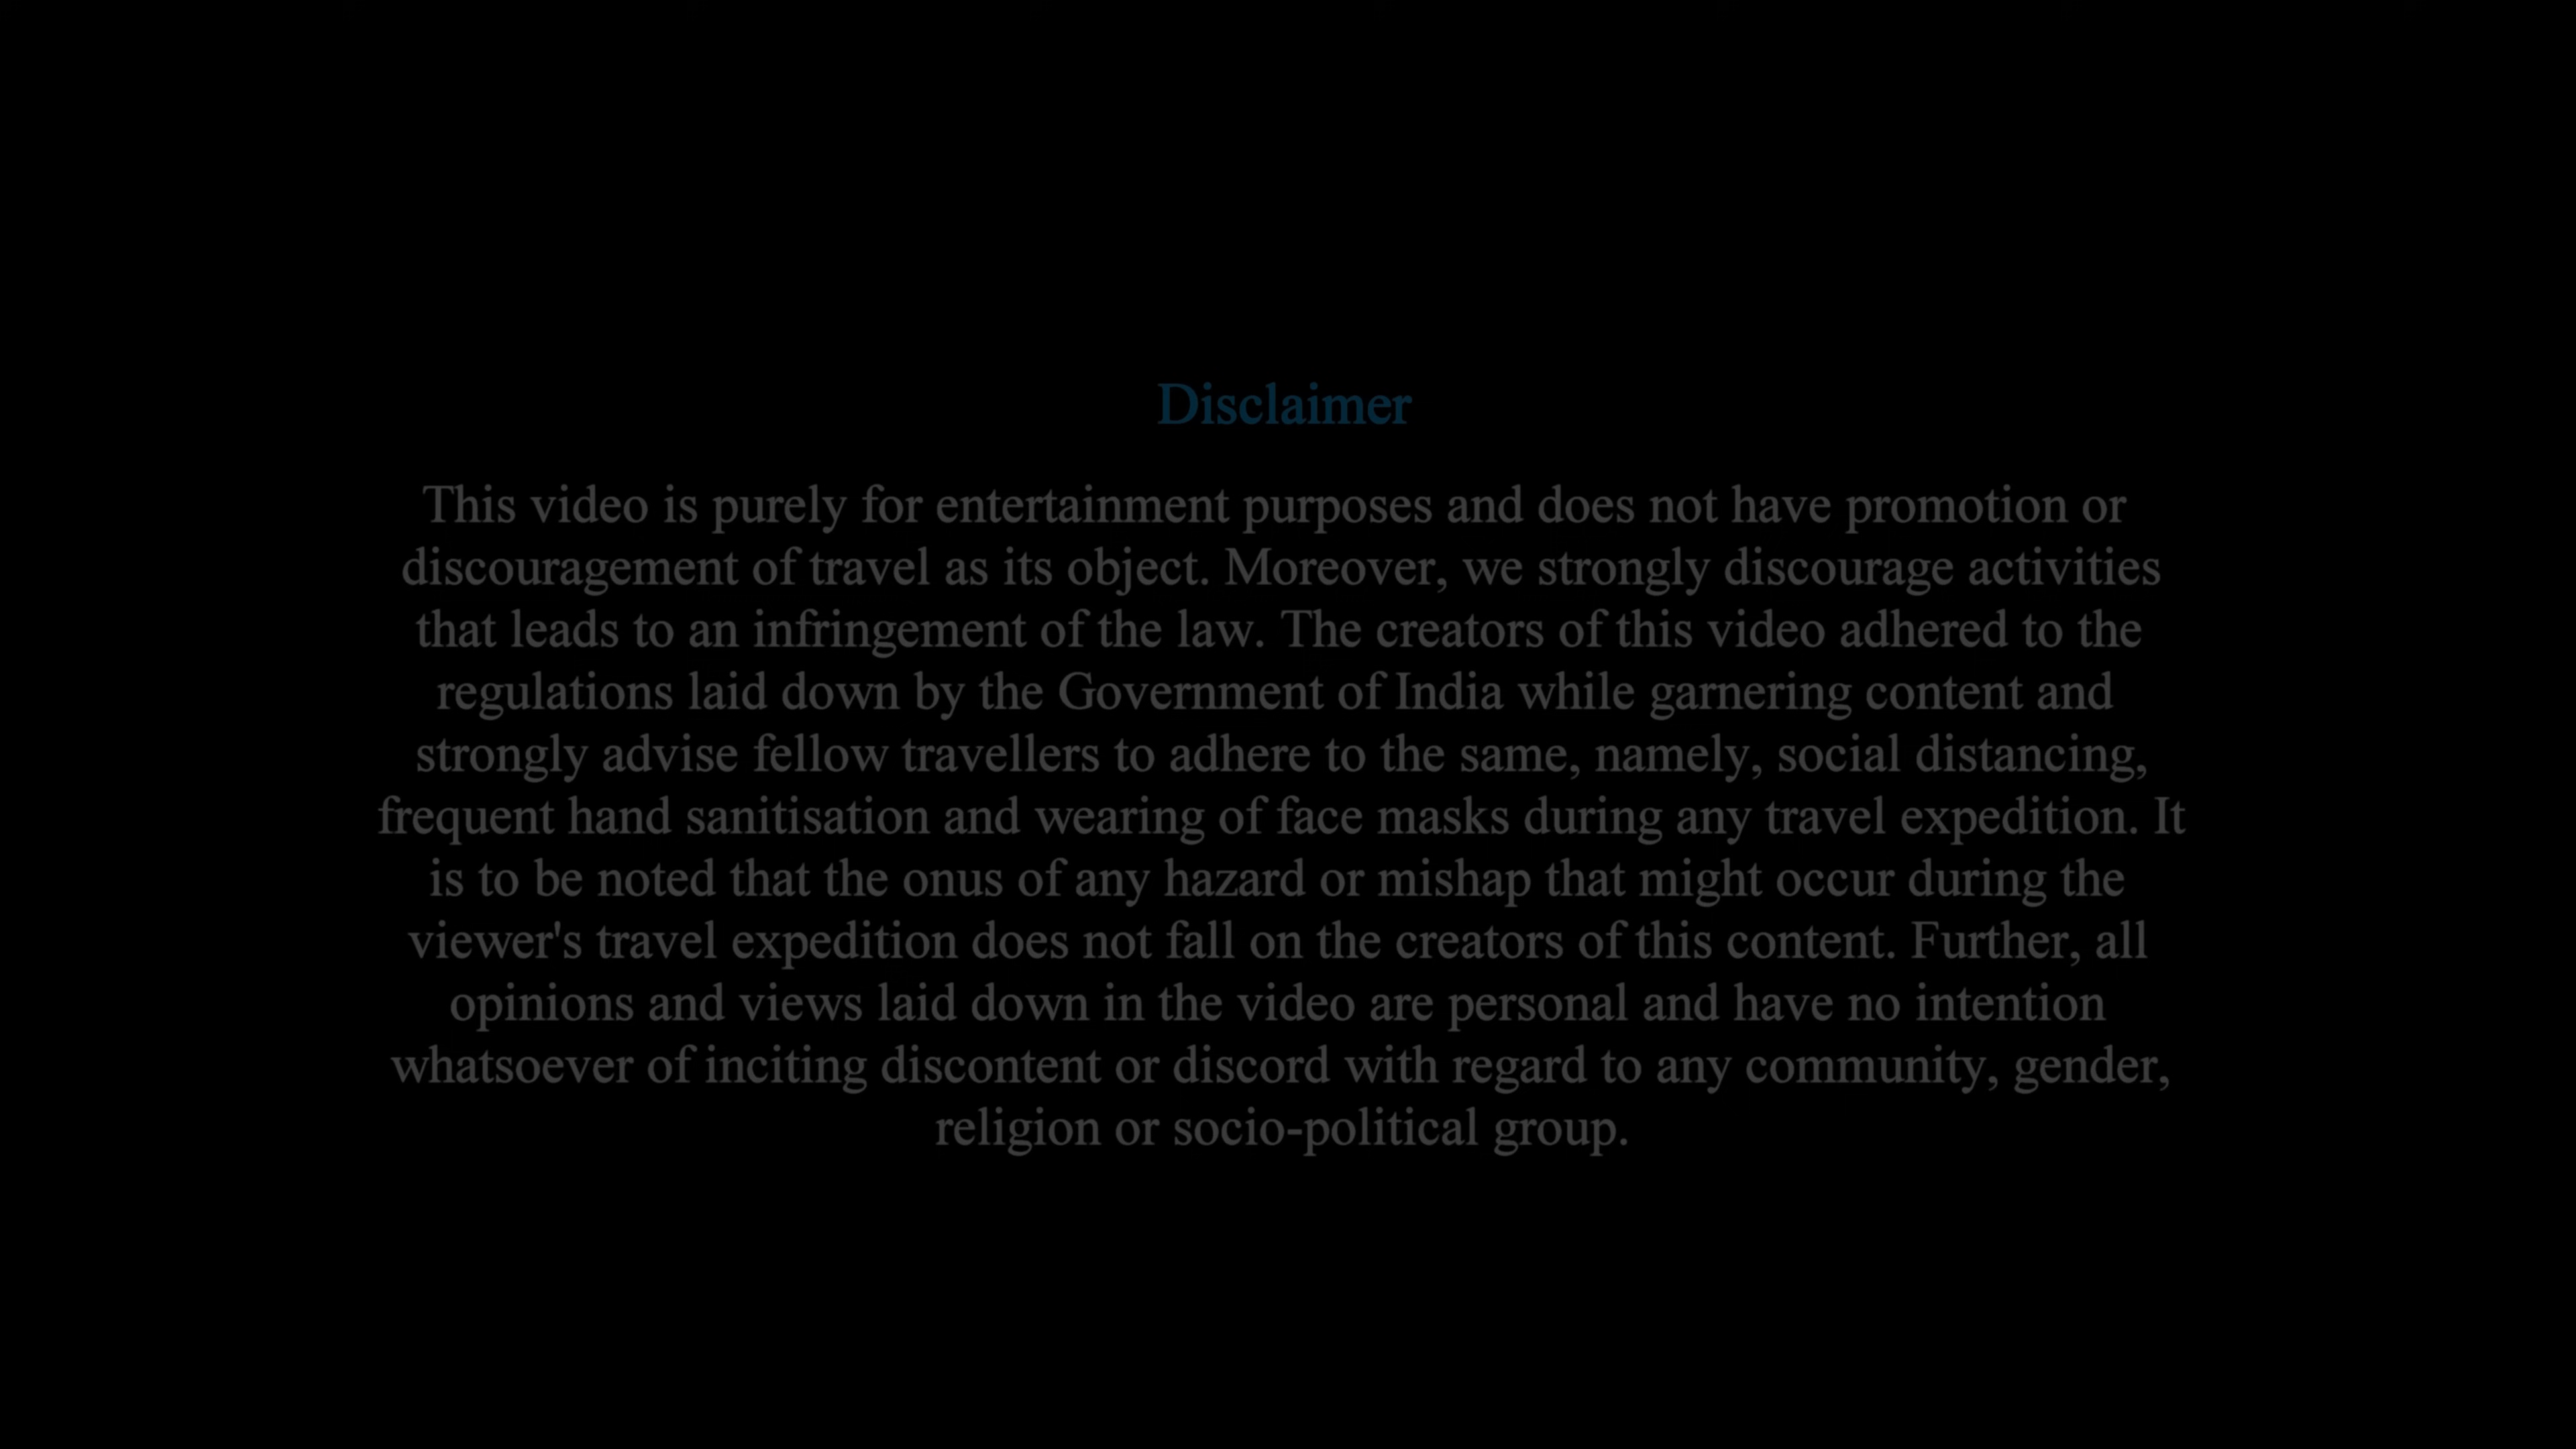 Disclaimer
This video is purely for entertainment purposes and does not have promotion or
discouragement of travel as its object. Moreover, we strongly discourage activities
that leads to an infringement of the law. The creators of this video adhered to the
regulations laid down by the Government of India while garnering content and
strongly advise fellow travellers to adhere to the same, namely, social distancing,
frequent hand sanitisation and wearing of face masks during any travel expedition. It
is to be noted that the onus of any hazard or mishap that might occur during the
viewer's travel expedition does not fall on the creators of this content. Further, all
opinions and views laid down in the video are personal and have no intention
whatsoever of inciting discontent or discord with regard to any community, gender,
religion or socio-political group.